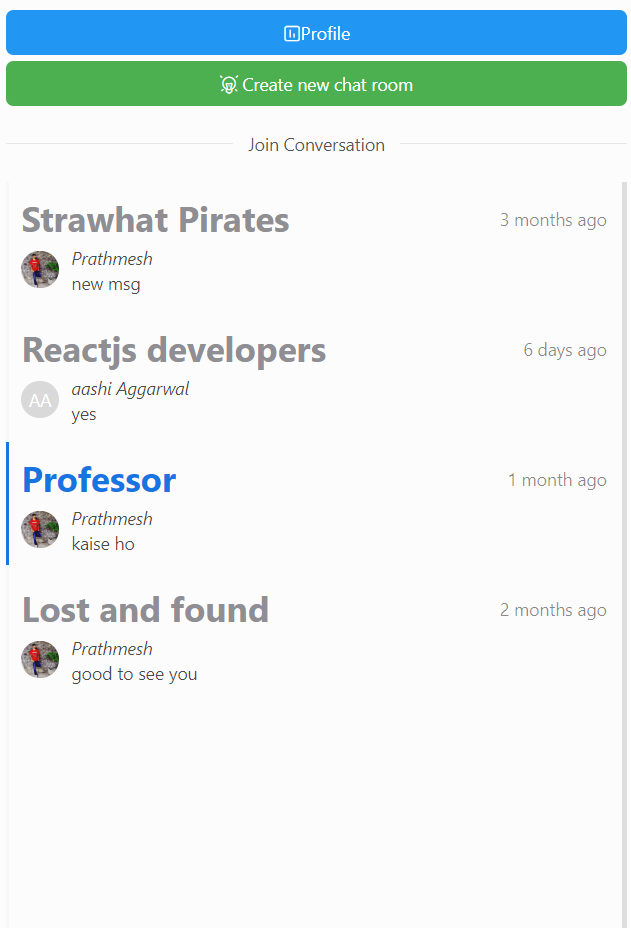 Profile
Create new chat room
Join Conversation
Strawhat Pirates 3 months ago
Prathmesh
new msg
Reactjs developers 6 days ago
AA aashi Aggarwal
yes
Professor 1 month ago
Prathmesh
kaise ho
Lost and found 2 months ago
Prathmesh
good to see you